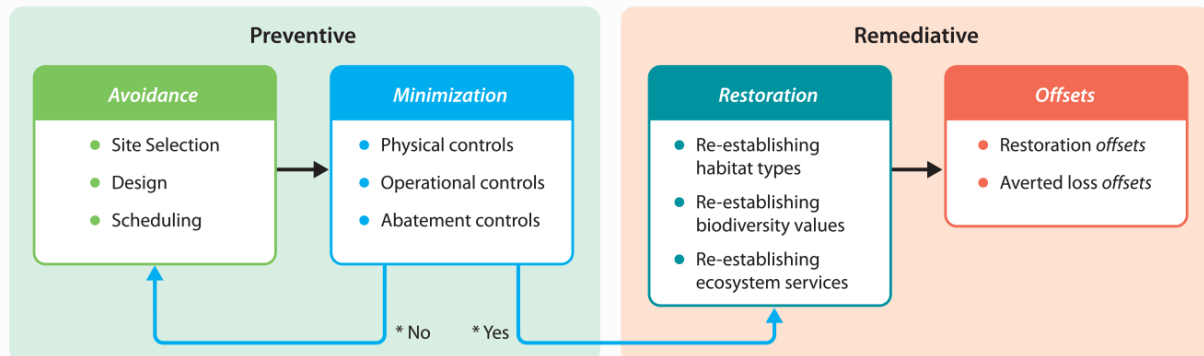 Preventive
Avoidance
Site Selection
Design
Scheduling
Minimization
Physical controls
Operational controls
Abatement controls
* No
* Yes
Remediative
Restoration
Re-establishing
habitat types
Re-establishing
biodiversity values
Re-establishing
ecosystem services
Offsets
Restoration offsets
Averted loss offsets